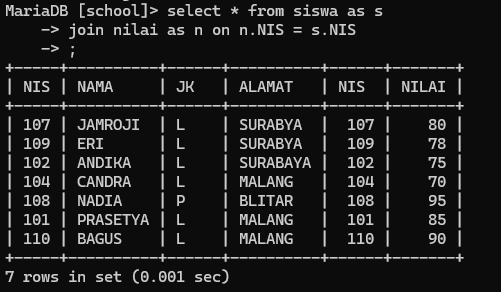 MariaDB [school]> select * from siswa as s
    -> join nilai as n on n.NIS = s.NIS
    -> ;
+-----+----------+------+----------+-----+-------+
| NIS | NAMA     | JK   | ALAMAT   | NIS | NILAI |
+-----+----------+------+----------+-----+-------+
| 107 | JAMROJI  | L    | SURABYA  | 107 |    80 |
| 109 | ERI      | L    | SURABYA  | 109 |    78 |
| 102 | ANDIKA   | L    | SURABAYA | 102 |    75 |
| 104 | CANDRA   | L    | MALANG   | 104 |    70 |
| 108 | NADIA    | P    | BLITAR   | 108 |    95 |
| 101 | PRASETYA | L    | MALANG   | 101 |    85 |
| 110 | BAGUS    | L    | MALANG   | 110 |    90 |
+-----+----------+------+----------+-----+-------+
7 rows in set (0.001 sec)